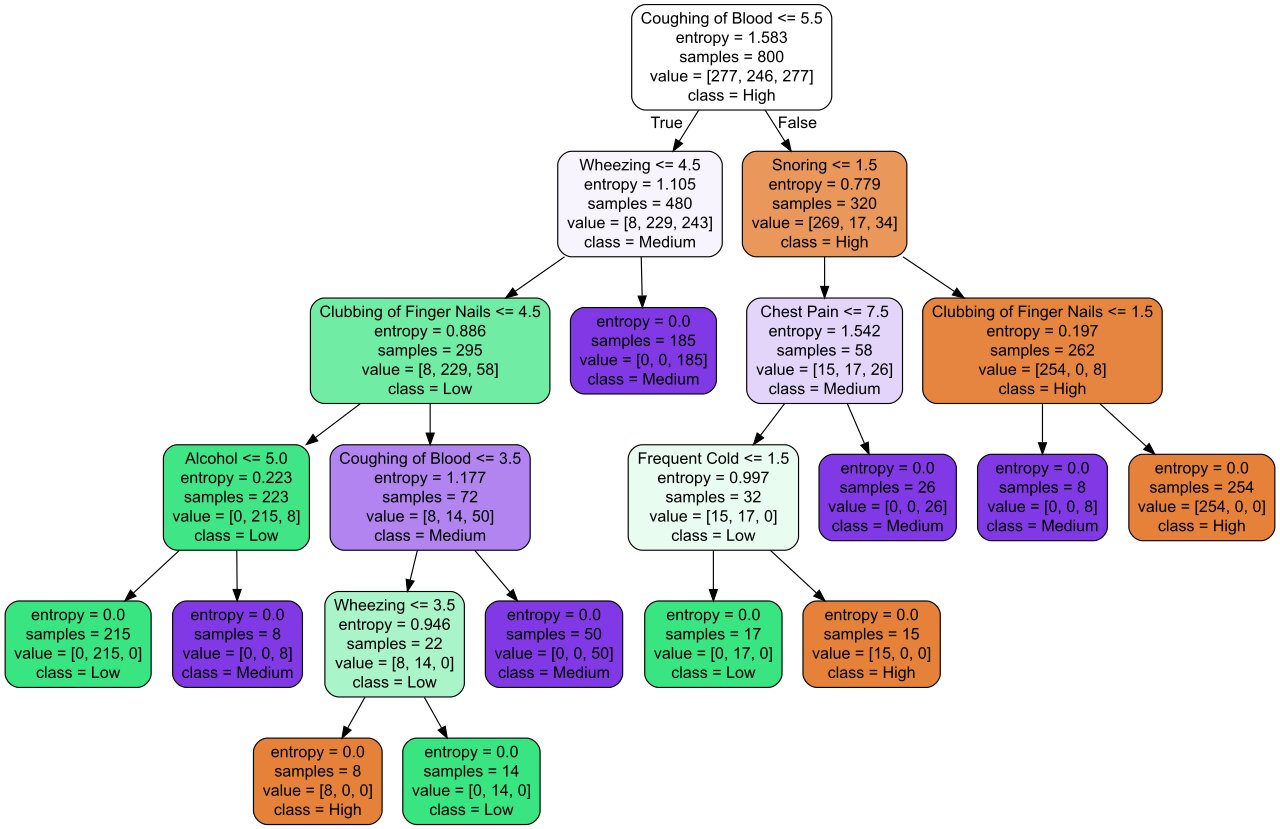 Coughing of Blood <= 5.5
entropy = 1.583
samples = 800
value = [277, 246, 277]
class = High
True
False
Wheezing <= 4.5
entropy = 1.105
samples = 480
value = [8, 229, 243]
class = Medium
Snoring <= 1.5
entropy = 0.779
samples = 320
value = [269, 17, 34]
class = High
Clubbing of Finger Nails <= 4.5
entropy = 0.886
samples = 295
value = [8, 229, 58]
class = Low
entropy = 0.0
samples = 185
value = [0, 0, 185]
class = Medium
Chest Pain <= 7.5
entropy = 1.542
samples = 58
value = [15, 17, 26]
class = Medium
Clubbing of Finger Nails <= 1.5
entropy = 0.197
samples = 262
value = [254, 0, 8]
class = High
Alcohol <= 5.0
entropy = 0.223
samples = 223
value = [0, 215, 8]
class = Low
Coughing of Blood <= 3.5
entropy = 1.177
samples = 72
value = [8, 14, 50]
class = Medium
Frequent Cold <= 1.5
entropy = 0.997
samples = 32
value = [15, 17, 0]
class = Low
entropy = 0.0
samples = 26
value = [0, 0, 26]
class = Medium
entropy = 0.0
samples = 8
value = [0, 0, 8]
class = Medium
entropy = 0.0
samples = 254
value = [254, 0, 0]
class = High
entropy = 0.0
samples = 215
value = [0, 215, 0]
class = Low
entropy = 0.0
samples = 8
value = [0, 0, 8]
class = Medium
Wheezing <= 3.5
entropy = 0.946
samples = 22
value = [8, 14, 0]
class = Low
entropy = 0.0
samples = 50
value = [0, 0, 50]
class = Medium
entropy = 0.0
samples = 17
value = [0, 17, 0]
class = Low
entropy = 0.0
samples = 15
value = [15, 0, 0]
class = High
entropy = 0.0
samples = 8
value = [8, 0, 0]
class = High
entropy = 0.0
samples = 14
value = [0, 14, 0]
class = Low